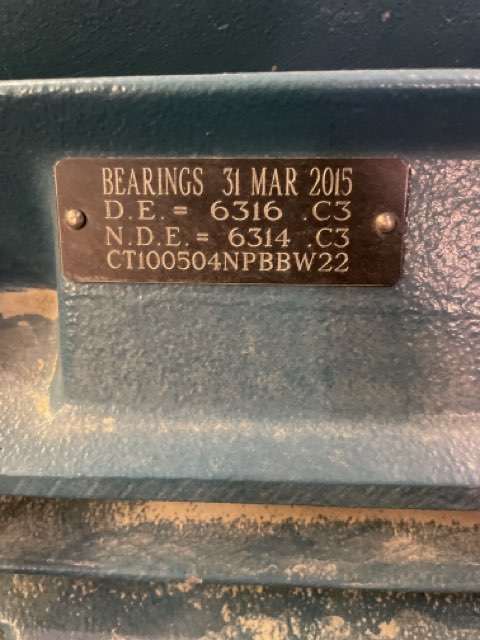 BEARINGS 31 MAR 2015
D.E. = 6316 .C3
N.D.E. = 6314 .C3
CT100504NPBBW22